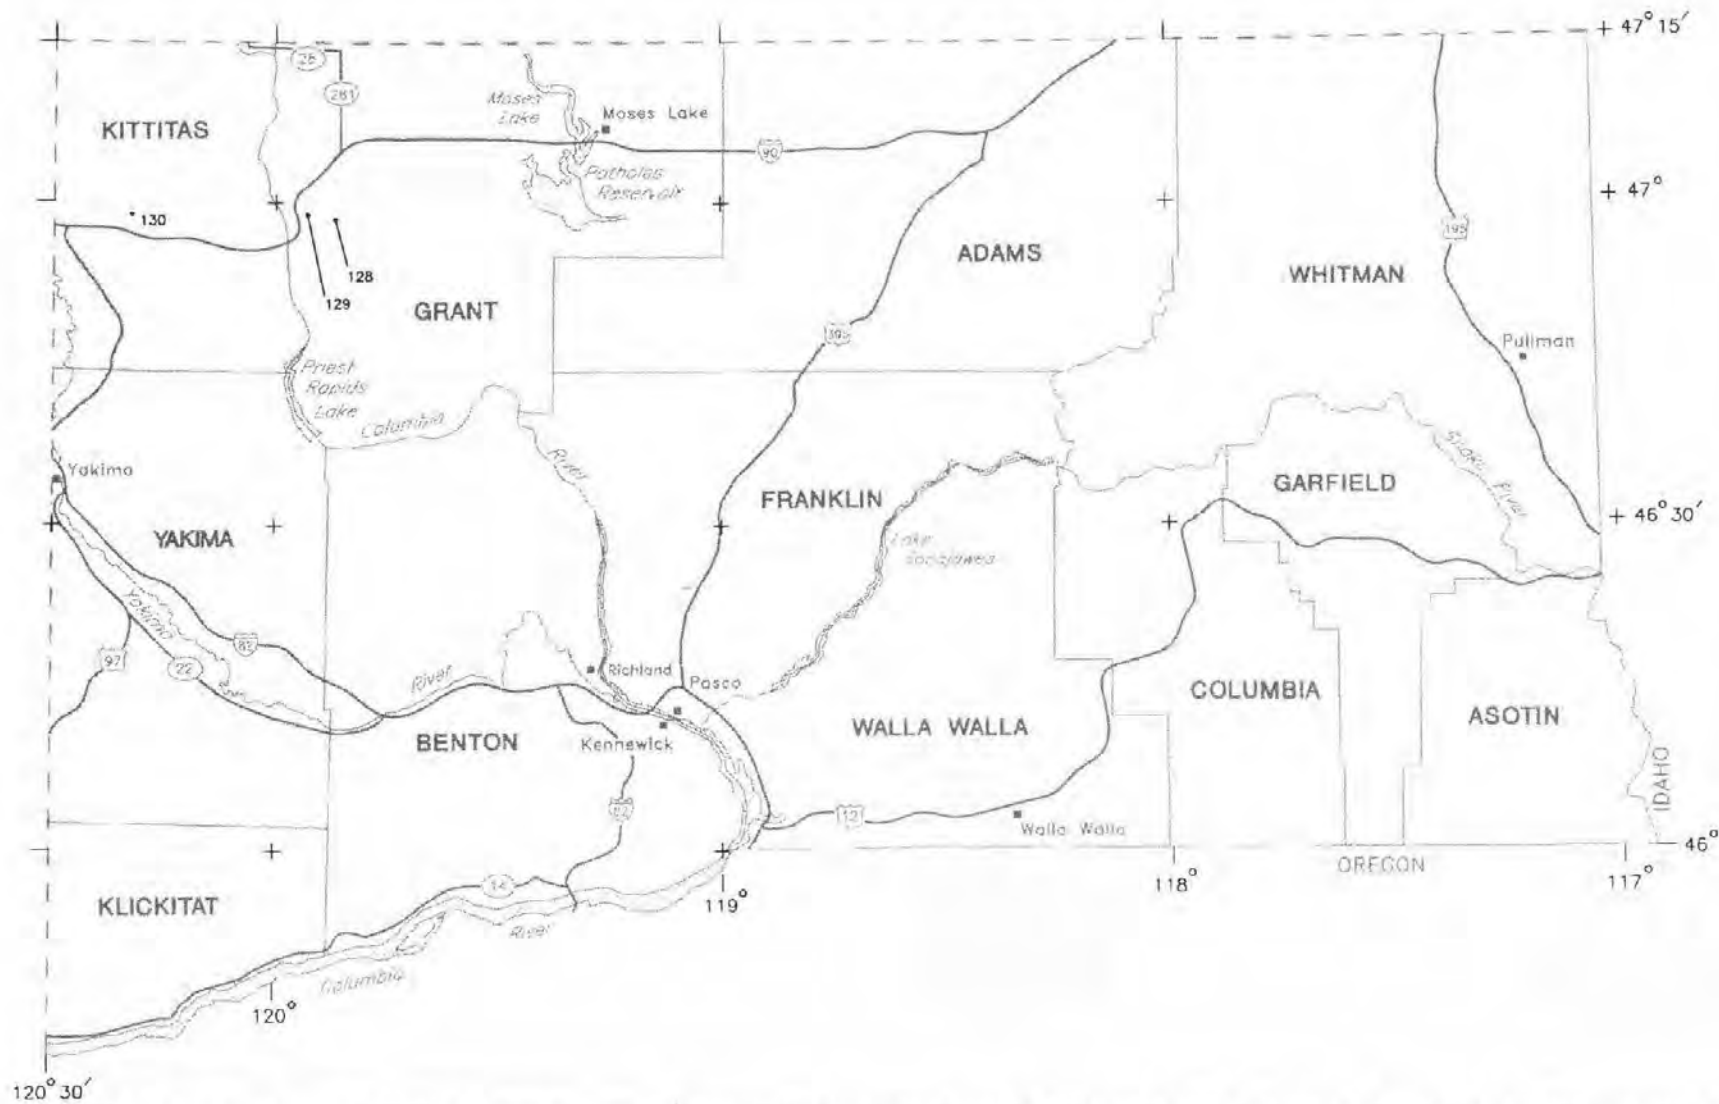 47° 15′
28
281
Moses
Lake
Moses Lake
KITTITAS
90
Potholes
Reservoir
47°
130
195
128
129
ADAMS
WHITMAN
GRANT
395
Pullman
Priest
Rapids
Lake
Columbia
River
Snake
River
Yakima
FRANKLIN
GARFIELD
46° 30′
YAKIMA
Lake
Sacajawea
Yakima
82
97
22
River
Richland
Pasco
COLUMBIA
ASOTIN
BENTON
Kennewick
WALLA WALLA
IDAHO
82
12
Walla Walla
46°
OREGON
14
118°
117°
119°
KLICKITAT
River
Columbia
120°
120° 30′